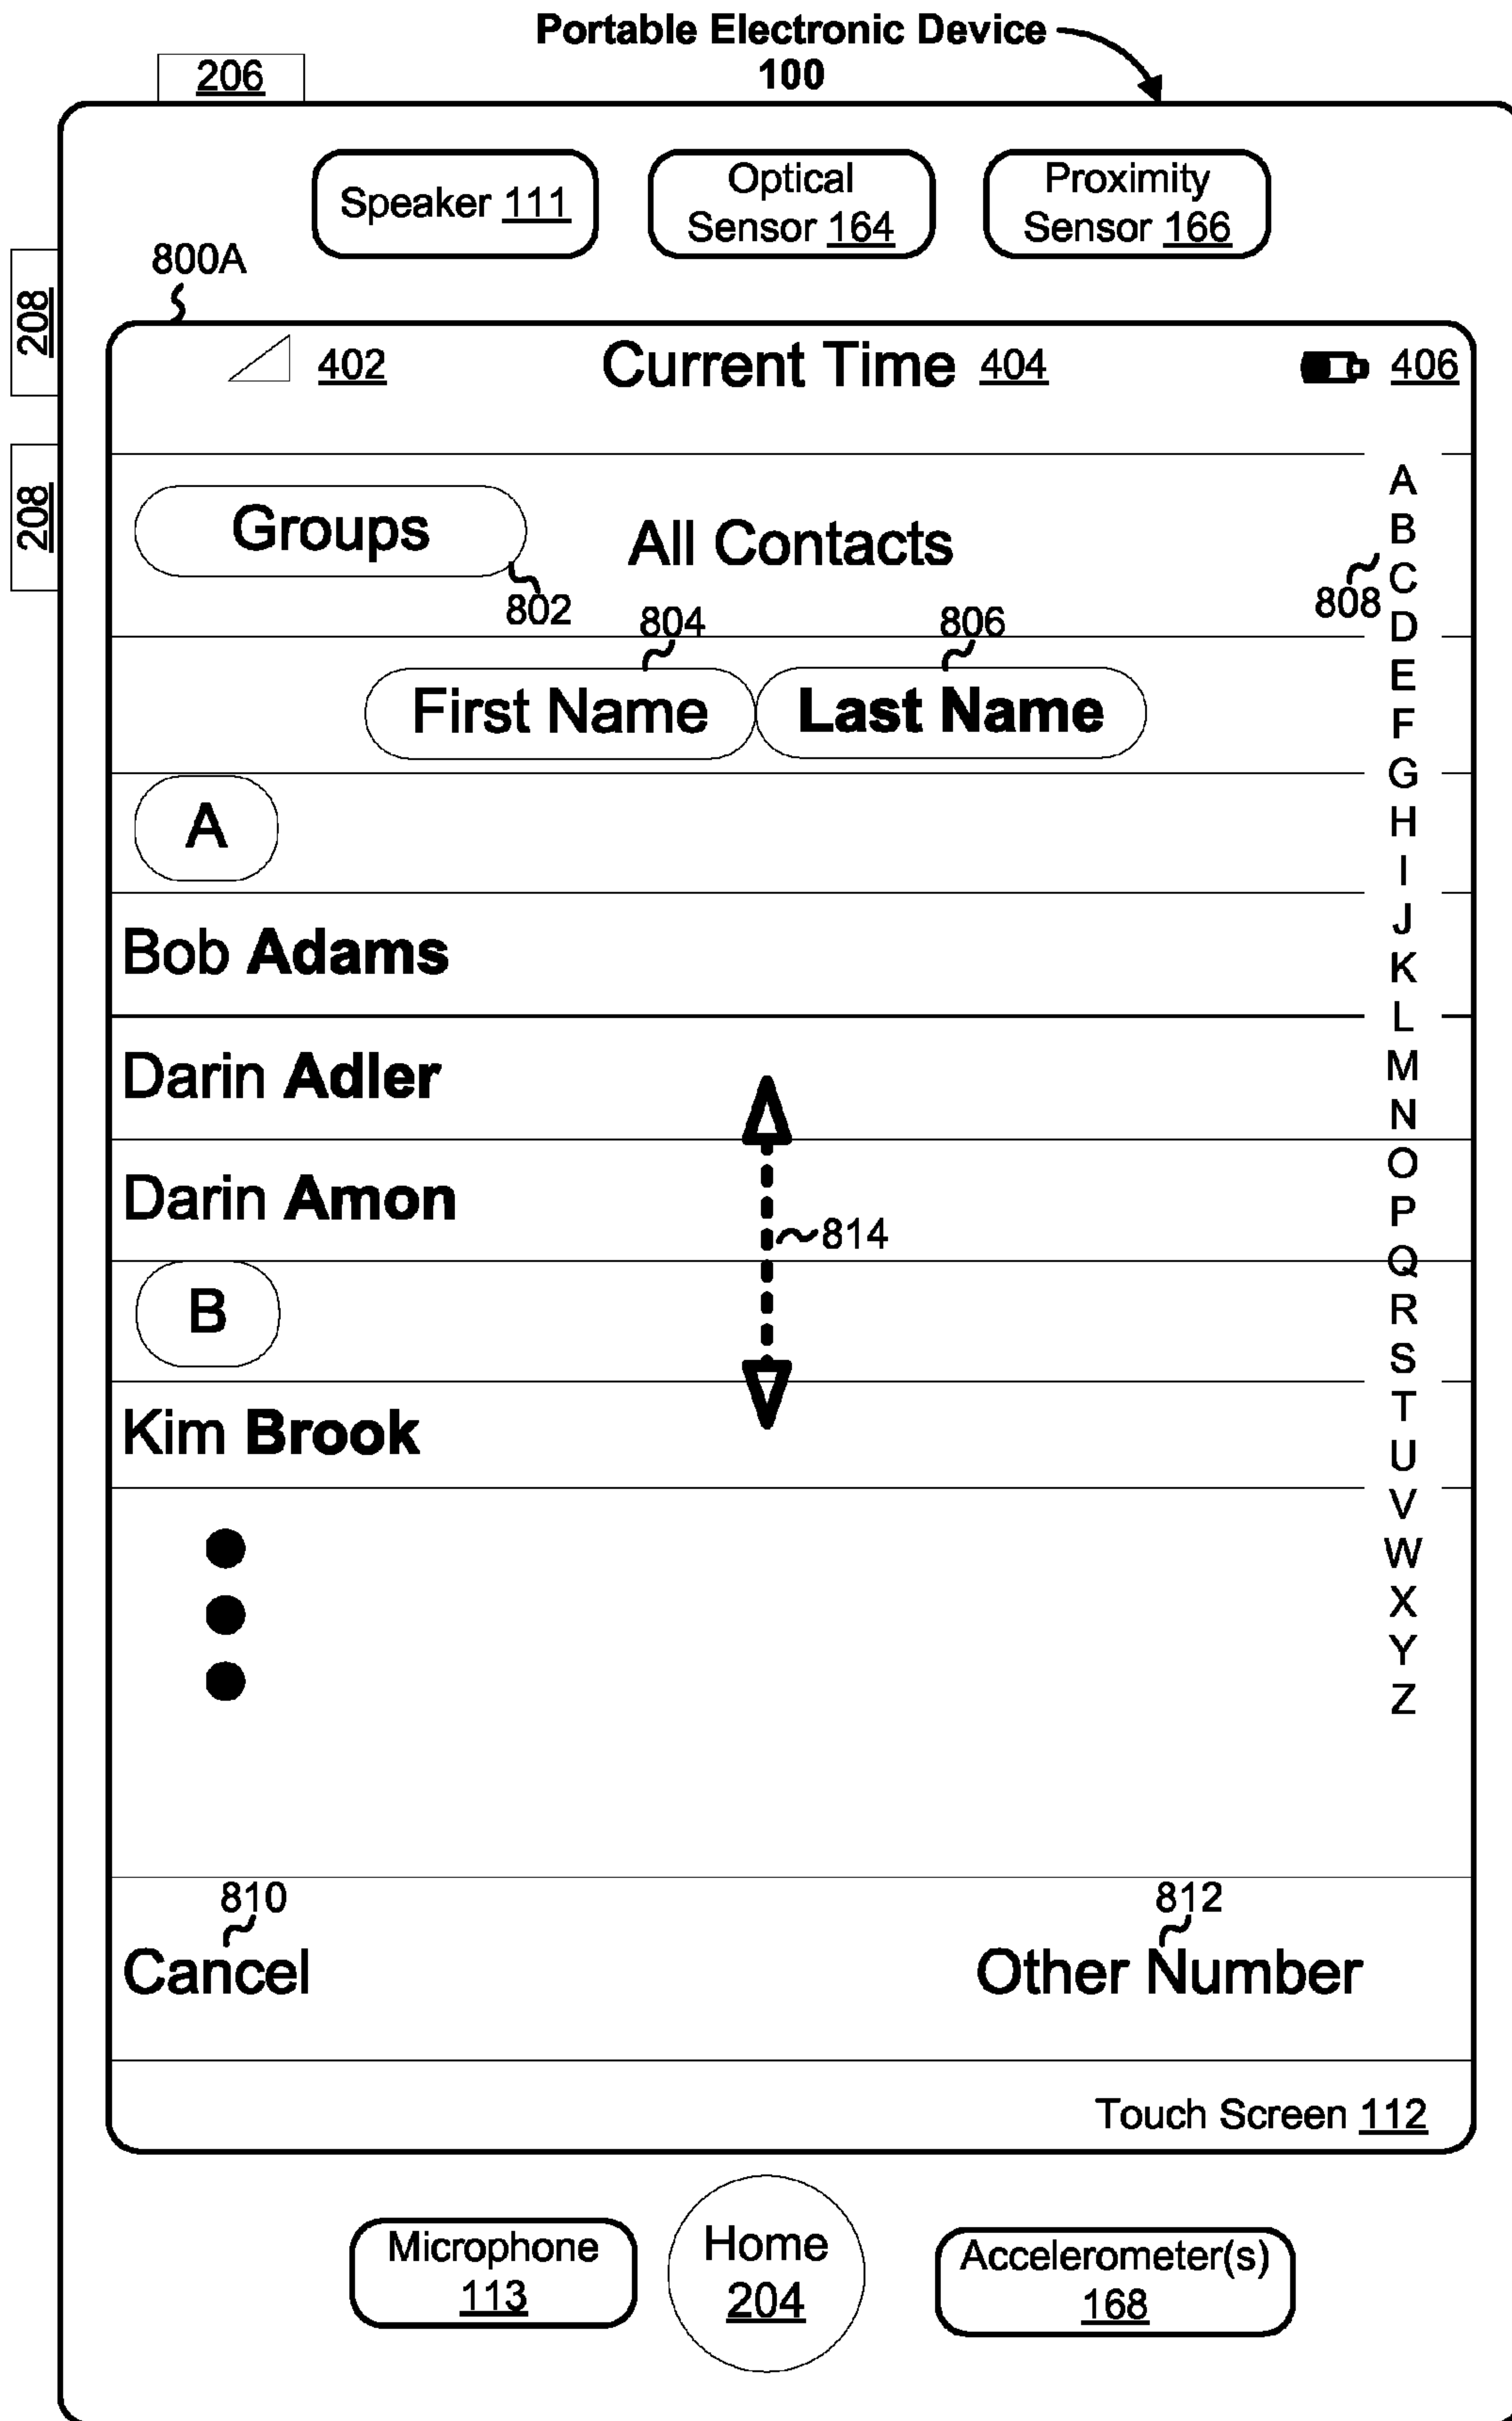 Portable Electronic Device
100
206
Speaker 111
Optical
Sensor 164
Proximity
Sensor 166
800A
208
208
402
Current Time 404
406
Groups
All Contacts
802
804
806
808
First Name
Last Name
A
Bob Adams
Darin Adler
Darin Amon
814
B
Kim Brook
A
B
C
D
E
F
G
H
I
J
K
L
M
N
O
P
Q
R
S
T
U
V
W
X
Y
Z
810
812
Cancel
Other Number
Touch Screen 112
Microphone
113
Home
204
Accelerometer(s)
168